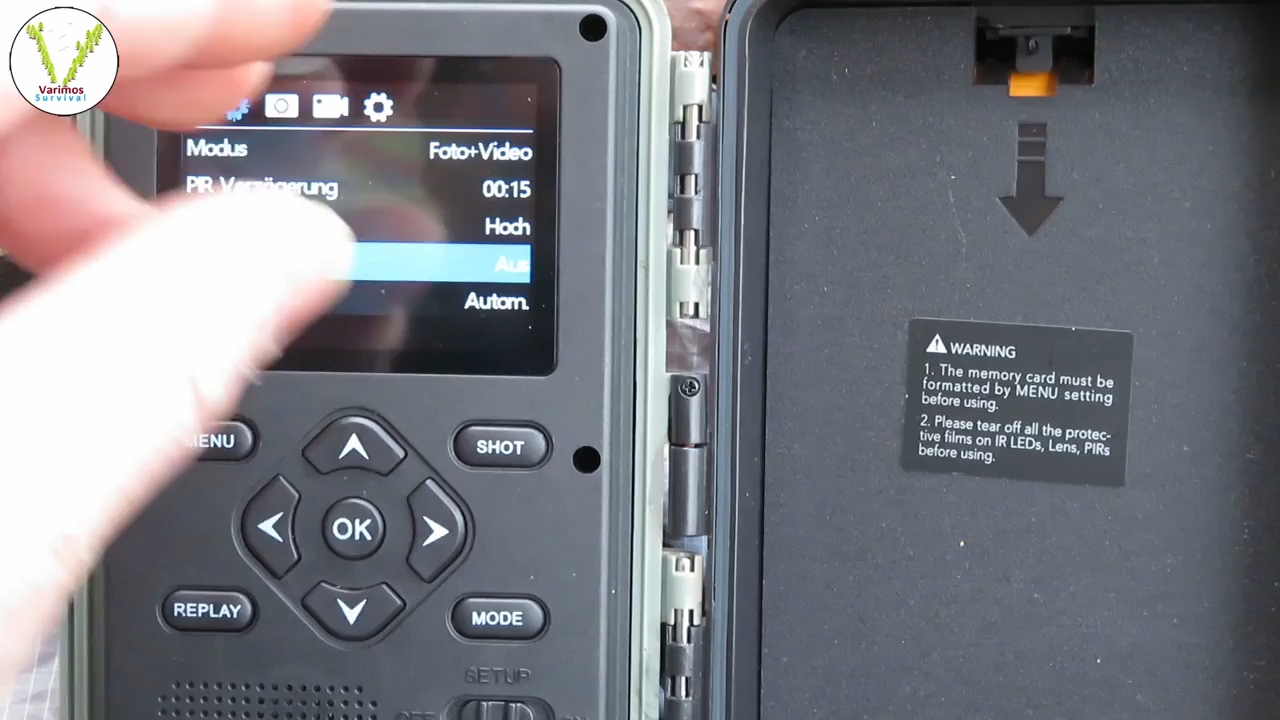 Varimos
Survival
Modus Foto+Video
PIR Verzögerung 00:15
Hoch
Aus
Autom.
MENU
SHOT
OK
REPLAY
MODE
SETUP
OFF ON
WARNING
1. The memory card must be
formatted by MENU setting
before using.
2. Please tear off all the protec-
tive films on IR LEDs, Lens, PIRs
before using.